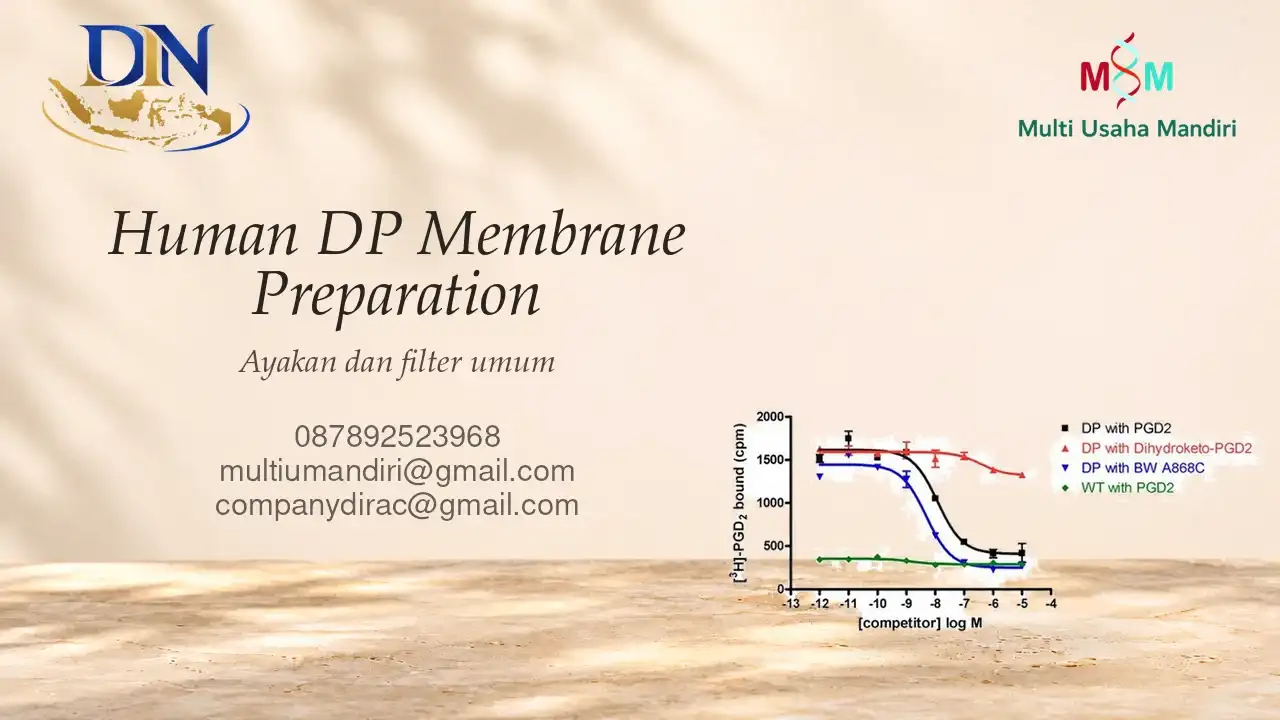 DIN
MSM
Multi Usaha Mandiri
Human DP Membrane
Preparation
Ayakan dan filter umum
087892523968
multiumandiri@gmail.com
companydirac@gmail.com
[³H]-PGD₂ bound (cpm)
2000
1500
1000
500
0
-13 -12 -11 -10 -9 -8 -7 -6 -5 -4
[competitor] log M
DP with PGD2
DP with Dihydroketo-PGD2
DP with BW A868C
WT with PGD2